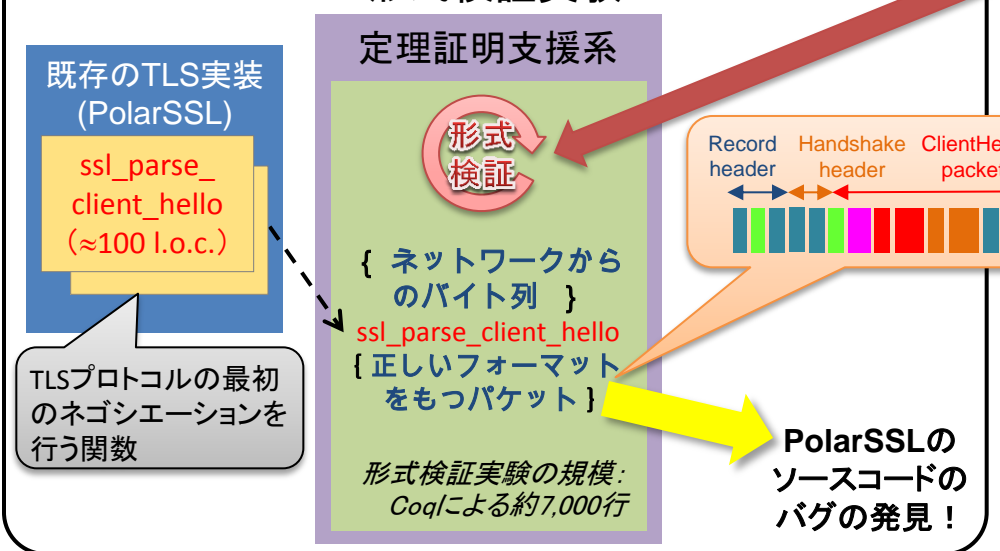 定理証明支援系
既存のTLS実装
(PolarSSL)
ssl_parse_
client_hello
(≈100 l.o.c.)
TLSプロトコルの最初
のネゴシエーションを
行う関数
形式
検証
{ ネットワークから
のバイト列 }
ssl_parse_client_hello
{正しいフォーマット
をもつパケット}
形式検証実験の規模:
Coqによる約7,000行
Record
header
Handshake
header
ClientHe
packet
PolarSSLの
ソースコードの
バグの発見！